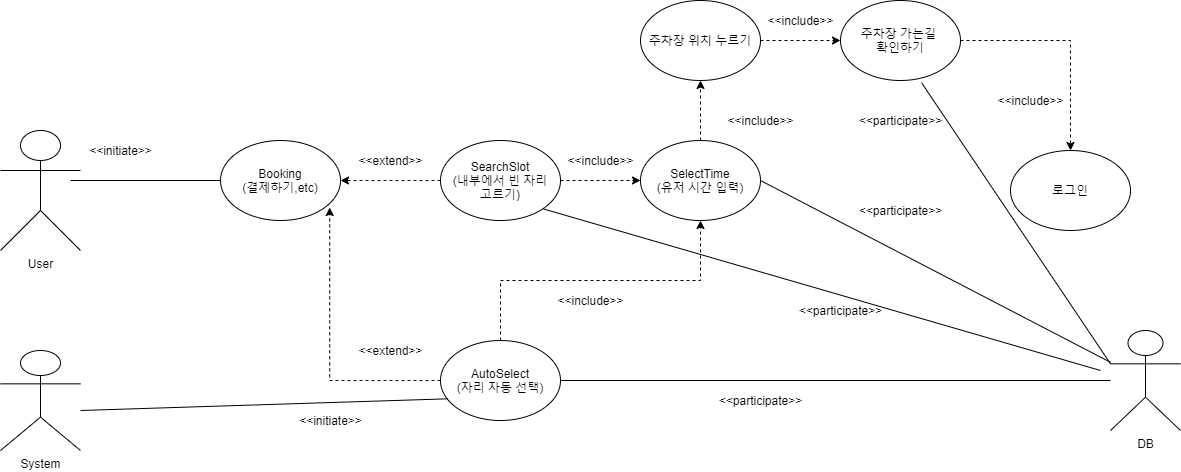 <<include>>
주차장 위치 누르기
주차장 가는길
확인하기
<<include>>
<<include>>
<<participate>>
<<initiate>>
Booking
(결제하기,etc)
<<extend>>
SearchSlot
(내부에서 빈 자리
고르기)
<<include>>
SelectTime
(유저 시간 입력)
로그인
<<participate>>
User
<<include>>
<<participate>>
<<extend>>
AutoSelect
(자리 자동 선택)
<<participate>>
<<initiate>>
System
DB